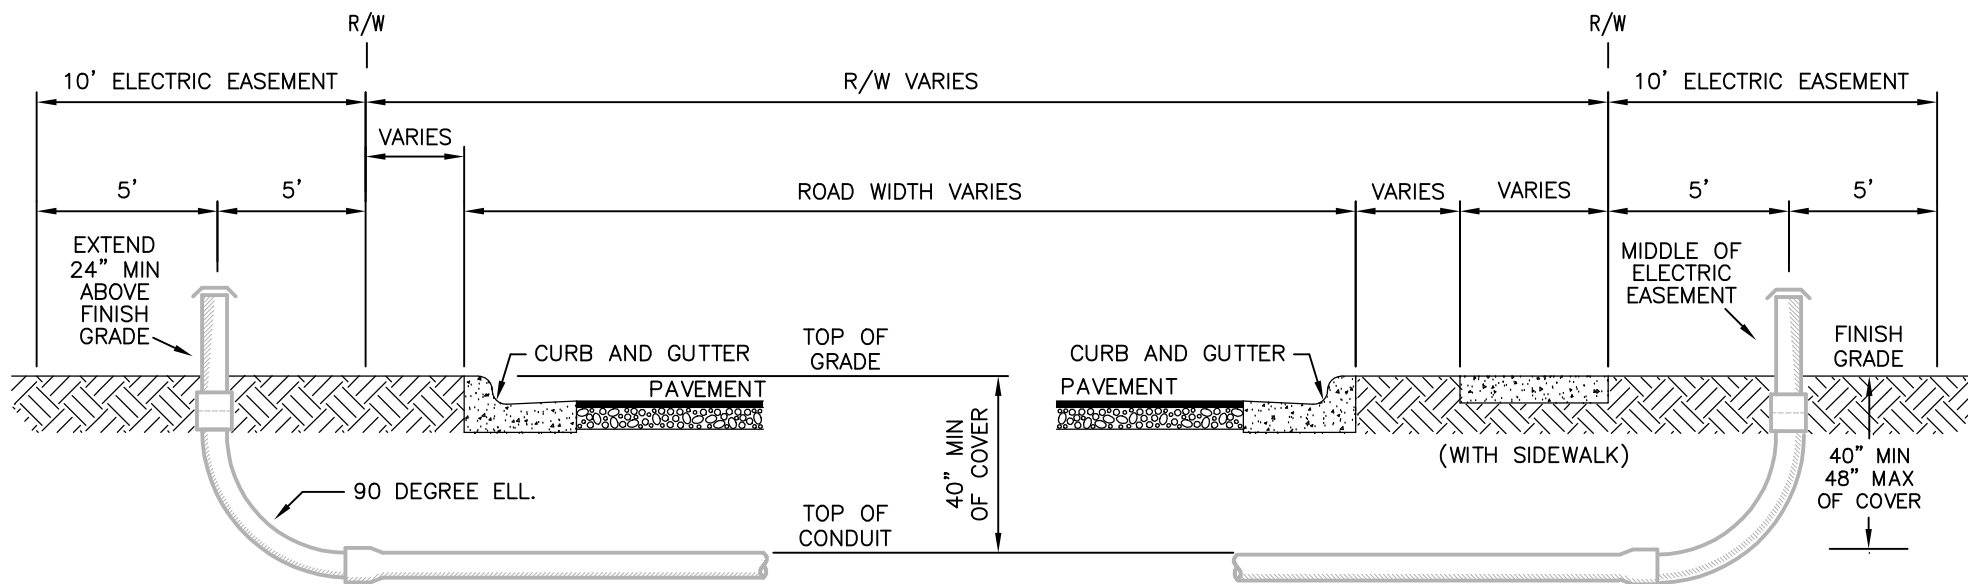 R/W
R/W
10' ELECTRIC EASEMENT
R/W VARIES
10' ELECTRIC EASEMENT
VARIES
5'
5'
ROAD WIDTH VARIES
VARIES
VARIES
5'
5'
EXTEND
24" MIN
ABOVE
FINISH
GRADE
MIDDLE OF
ELECTRIC
EASEMENT
CURB AND GUTTER
TOP OF
GRADE
CURB AND GUTTER
FINISH
GRADE
PAVEMENT
PAVEMENT
40" MIN
OF COVER
(WITH SIDEWALK)
40" MIN
48" MAX
OF COVER
90 DEGREE ELL.
TOP OF
CONDUIT